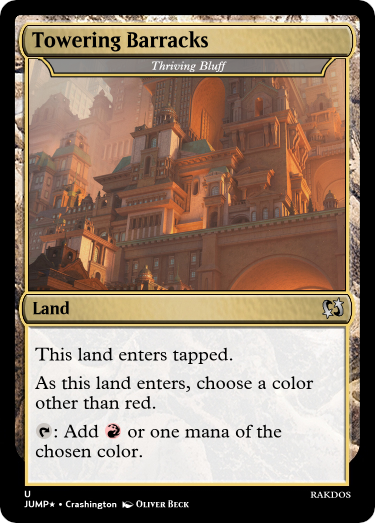 Towering Barracks
Thriving Bluff
Land
This land enters tapped.
As this land enters, choose a color
other than red.
: Add or one mana of the
chosen color.
U RAKDOS
JUMP★ • Crashington OLIVER BECK